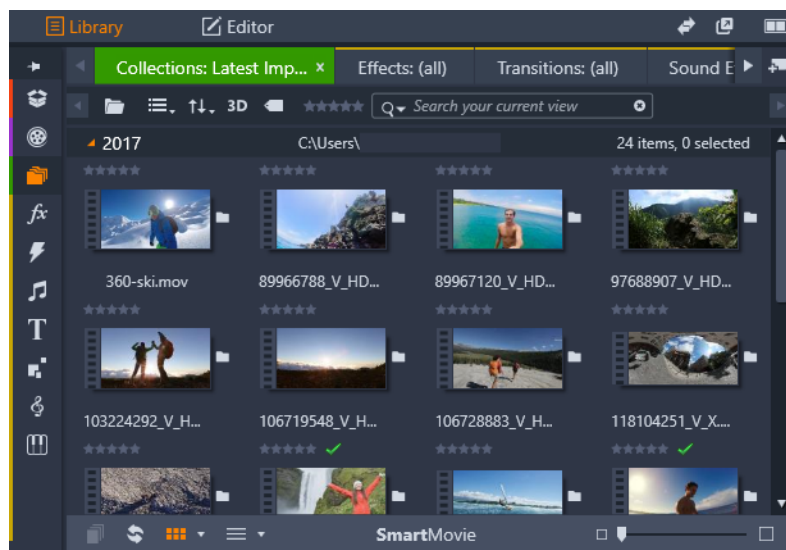 Library Editor
Collections: Latest Imp... × Effects: (all) Transitions: (all) Sound E
3D Search your current view
2017 C:\Users\ 24 items, 0 selected
360-ski.mov 89966788_V_HD... 89967120_V_HD... 97688907_V_HD...
fx
T
103224292_V_H... 106719548_V_H... 106728883_V_H... 118104251_V_X....
SmartMovie